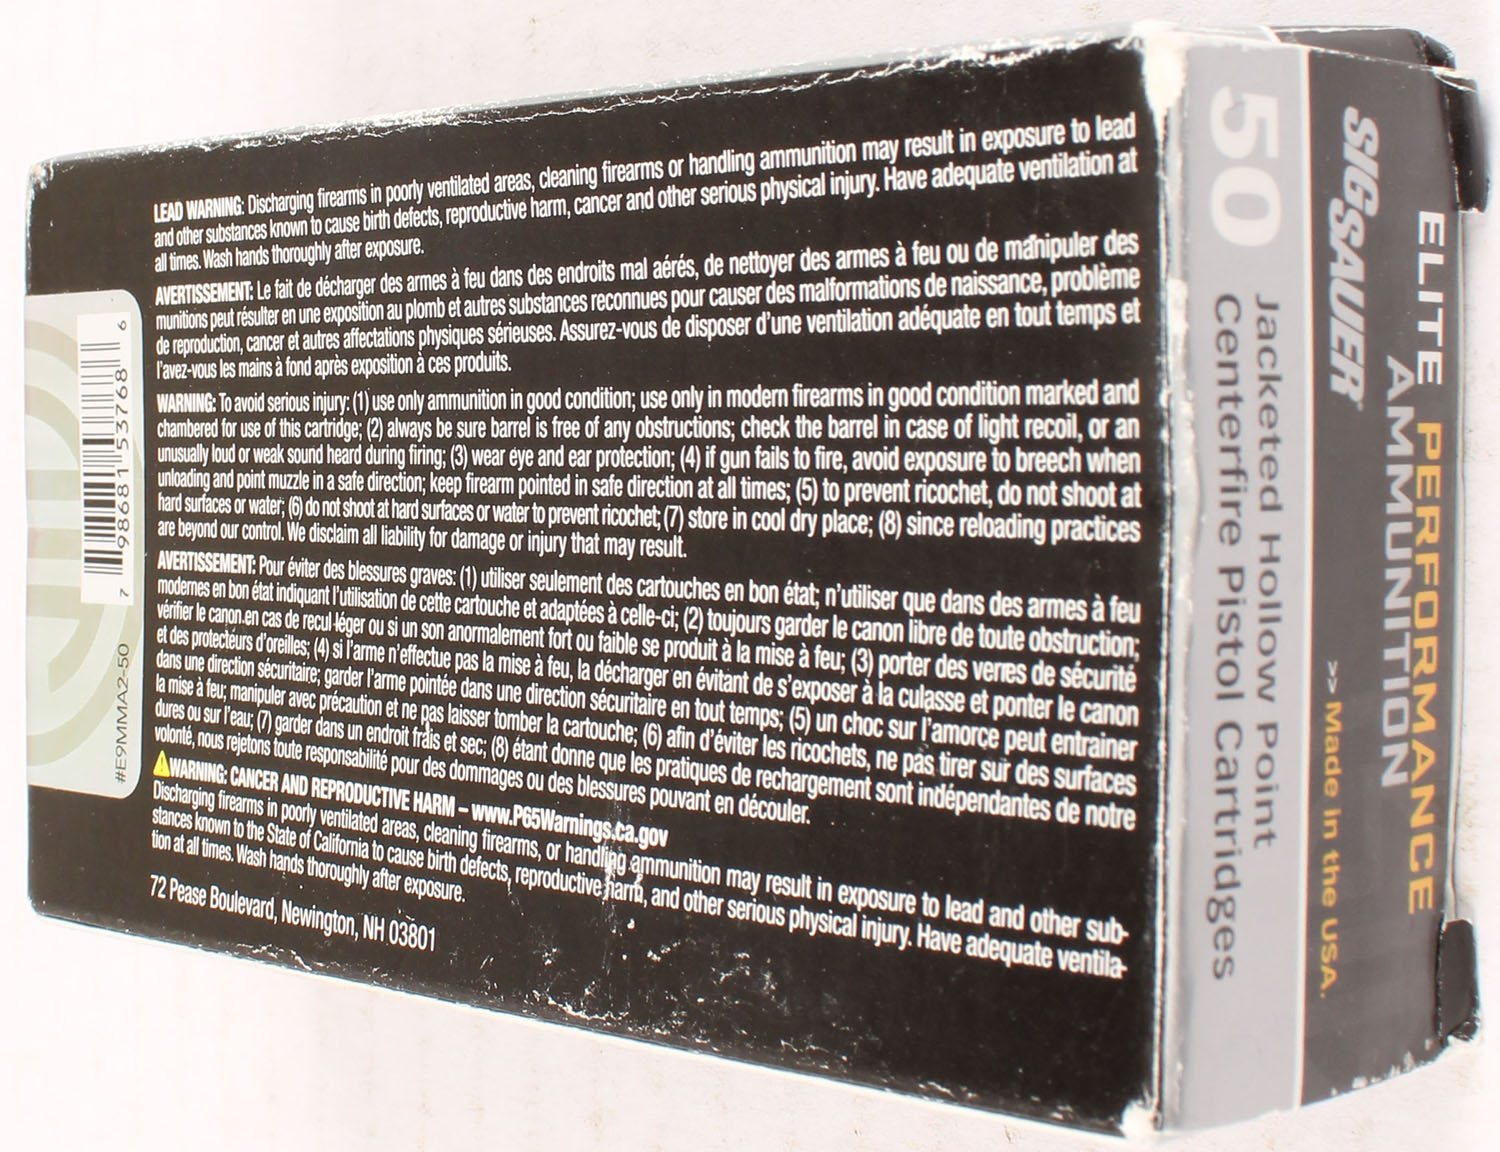 LEAD WARNING: Discharging firearms in poorly ventilated areas, cleaning firearms or handling ammunition may result in exposure to lead
and other substances known to cause birth defects, reproductive harm, cancer and other serious physical injury. Have adequate ventilation at
all times. Wash hands thoroughly after exposure.
AVERTISSEMENT: Le fait de décharger des armes à feu dans des endroits mal aérés, de nettoyer des armes à feu ou de manipuler des
munitions peut résulter en une exposition au plomb et autres substances reconnues pour causer des malformations de naissance, problème
de reproduction, cancer et autres affectations physiques sérieuses. Assurez-vous de disposer d'une ventilation adéquate en tout temps et
l'avez-vous les mains à fond après exposition à ces produits.
WARNING: To avoid serious injury: (1) use only ammunition in good condition; use only in modern firearms in good condition marked and
chambered for use of this cartridge; (2) always be sure barrel is free of any obstructions; check the barrel in case of light recoil, or an
unusually loud or weak sound heard during firing; (3) wear eye and ear protection; (4) if gun fails to fire, avoid exposure to breech when
unloading and point muzzle in a safe direction; keep firearm pointed in safe direction at all times; (5) to prevent ricochet, do not shoot at
hard surfaces or water; (6) do not shoot at hard surfaces or water to prevent ricochet; (7) store in cool dry place; (8) since reloading practices
are beyond our control. We disclaim all liability for damage or injury that may result.
AVERTISSEMENT: Pour éviter des blessures graves: (1) utiliser seulement des cartouches en bon état; n'utiliser que dans des armes à feu
modernes en bon état indiquant l'utilisation de cette cartouche et adaptées à celle-ci; (2) toujours garder le canon libre de toute obstruction;
vérifier le canon en cas de recul léger ou si un son anormalement fort ou faible se produit à la mise à feu; (3) porter des verres de sécurité
et des protecteurs d'oreilles; (4) si l'arme n'effectue pas la mise à feu, la décharger en évitant de s'exposer à la culasse et ponter le canon
dans une direction sécuritaire; garder l'arme pointée dans une direction sécuritaire en tout temps; (5) un choc sur l'amorce peut entrainer
la mise à feu; manipuler avec précaution et ne pas laisser tomber la cartouche; (6) afin d'éviter les ricochets, ne pas tirer sur des surfaces
dures ou sur l'eau; (7) garder dans un endroit frais et sec; (8) étant donne que les pratiques de rechargement sont indépendantes de notre
volonté, nous rejetons toute responsabilité pour des dommages ou des blessures pouvant en découler.
WARNING: CANCER AND REPRODUCTIVE HARM – www.P65Warnings.ca.gov
Discharging firearms in poorly ventilated areas, cleaning firearms, or handling ammunition may result in exposure to lead and other sub-
stances known to the State of California to cause birth defects, reproductive harm, and other serious physical injury. Have adequate ventila-
tion at all times. Wash hands thoroughly after exposure.
72 Pease Boulevard, Newington, NH 03801
7 98681 53768 6
#E9MMA2-50
ELITE PERFORMANCE
AMMUNITION
SIG SAUER
>> Made in the USA.
50
Jacketed Hollow Point
Centerfire Pistol Cartridges